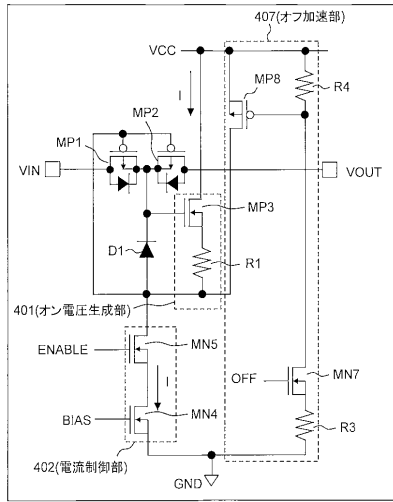 407(オフ加速部)
VCC
MP8
R4
I
MP2
MP1
VIN
VOUT
MP3
D1
R1
401(オン電圧生成部)
ENABLE
MN5
OFF
MN7
I
BIAS
MN4
R3
402(電流制御部)
GND